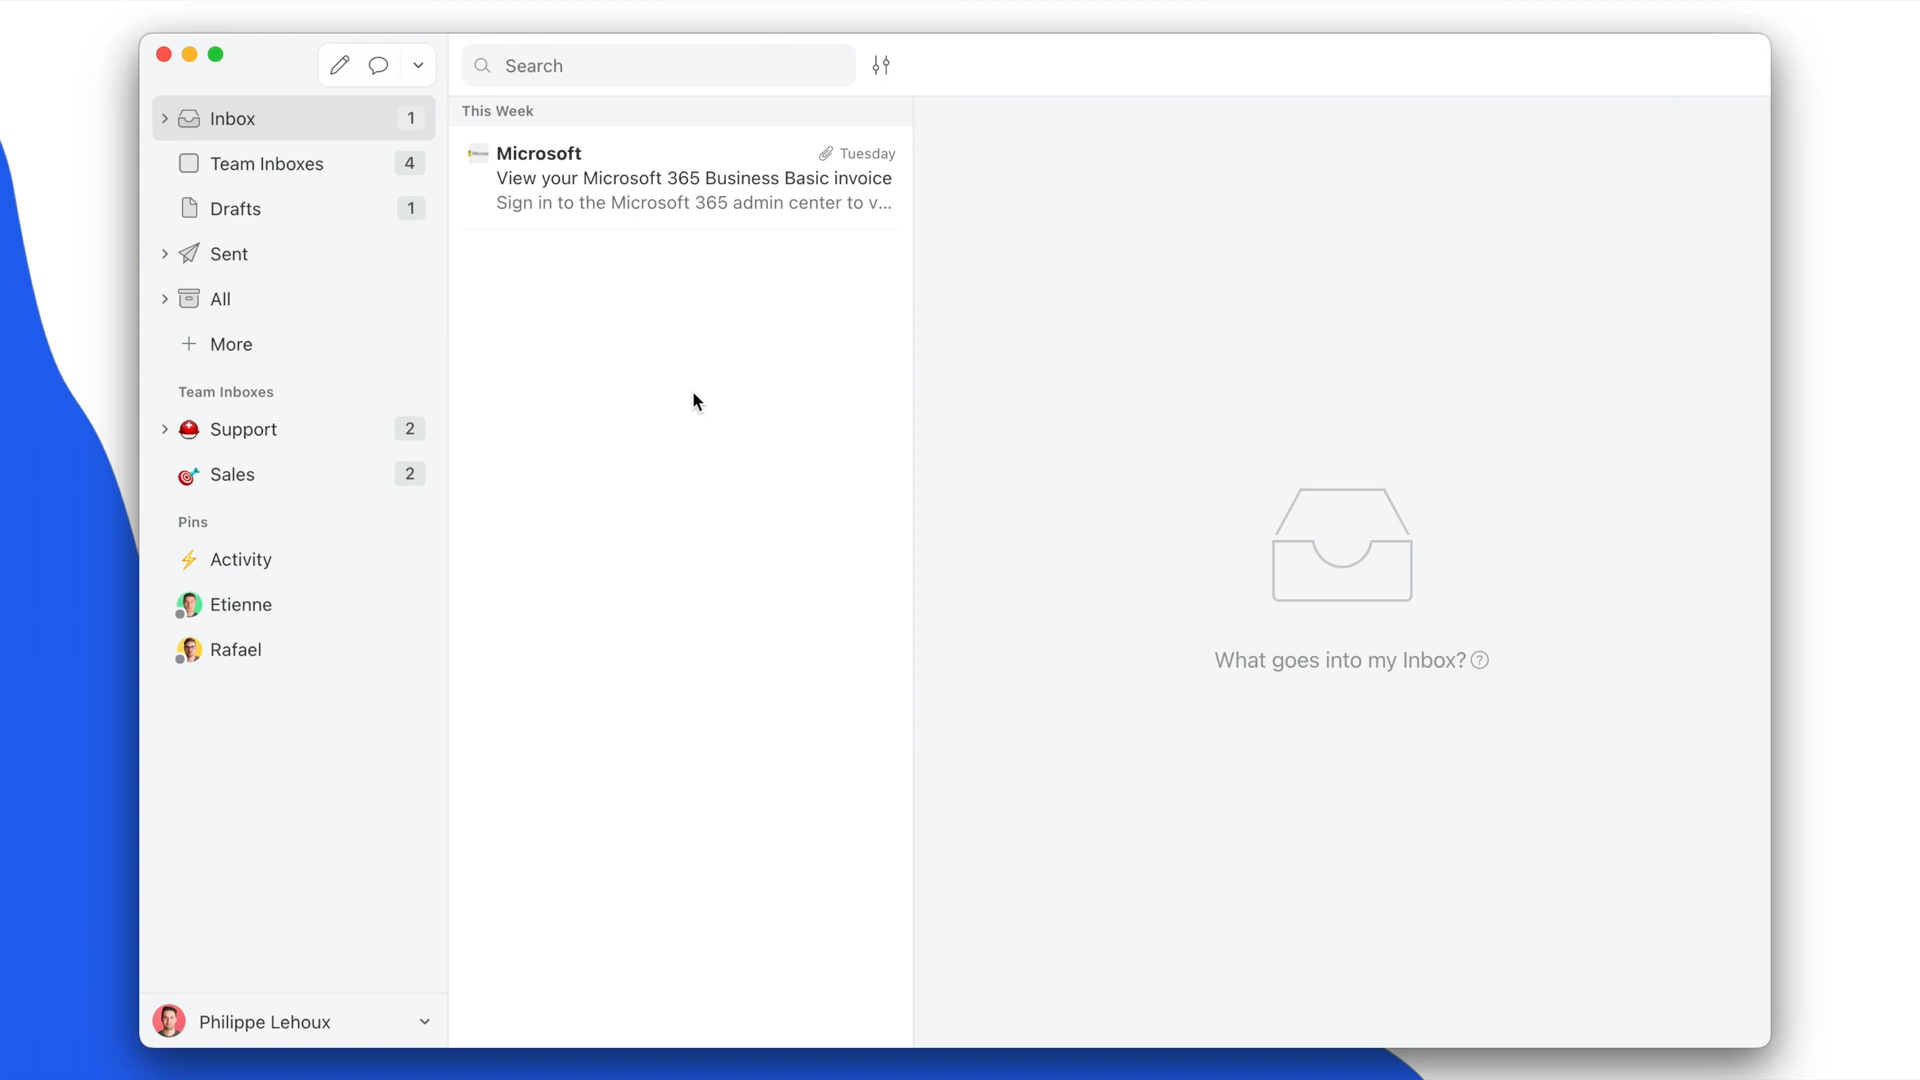 Search
Inbox 1
Team Inboxes 4
Drafts 1
Sent
All
More
Team Inboxes
Support 2
Sales 2
Pins
Activity
Etienne
Rafael
Philippe Lehoux
This Week
Microsoft Tuesday
View your Microsoft 365 Business Basic invoice
Sign in to the Microsoft 365 admin center to v...
What goes into my Inbox? ?